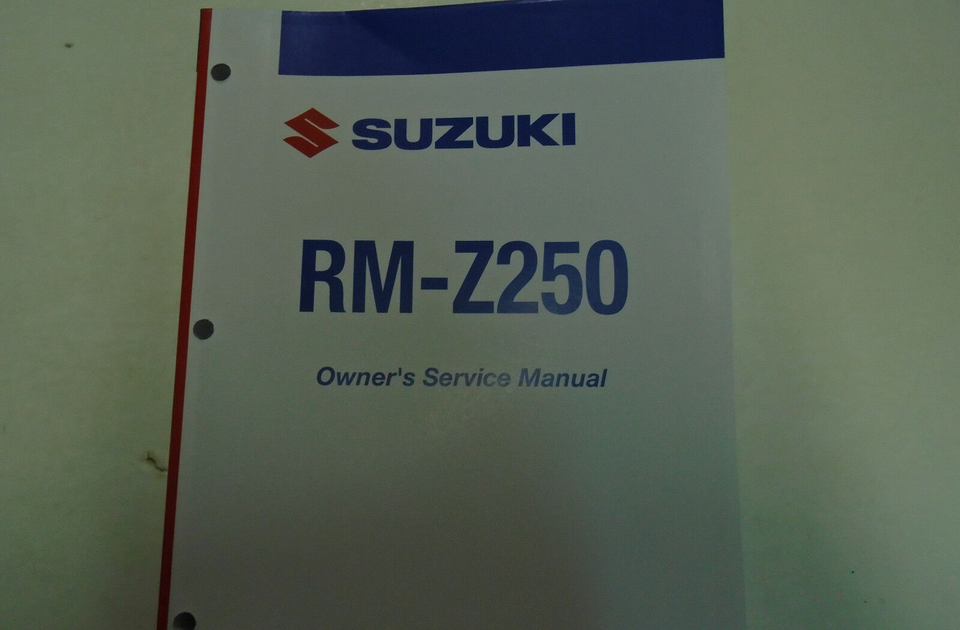 SUZUKI
RM-Z250
Owner's Service Manual